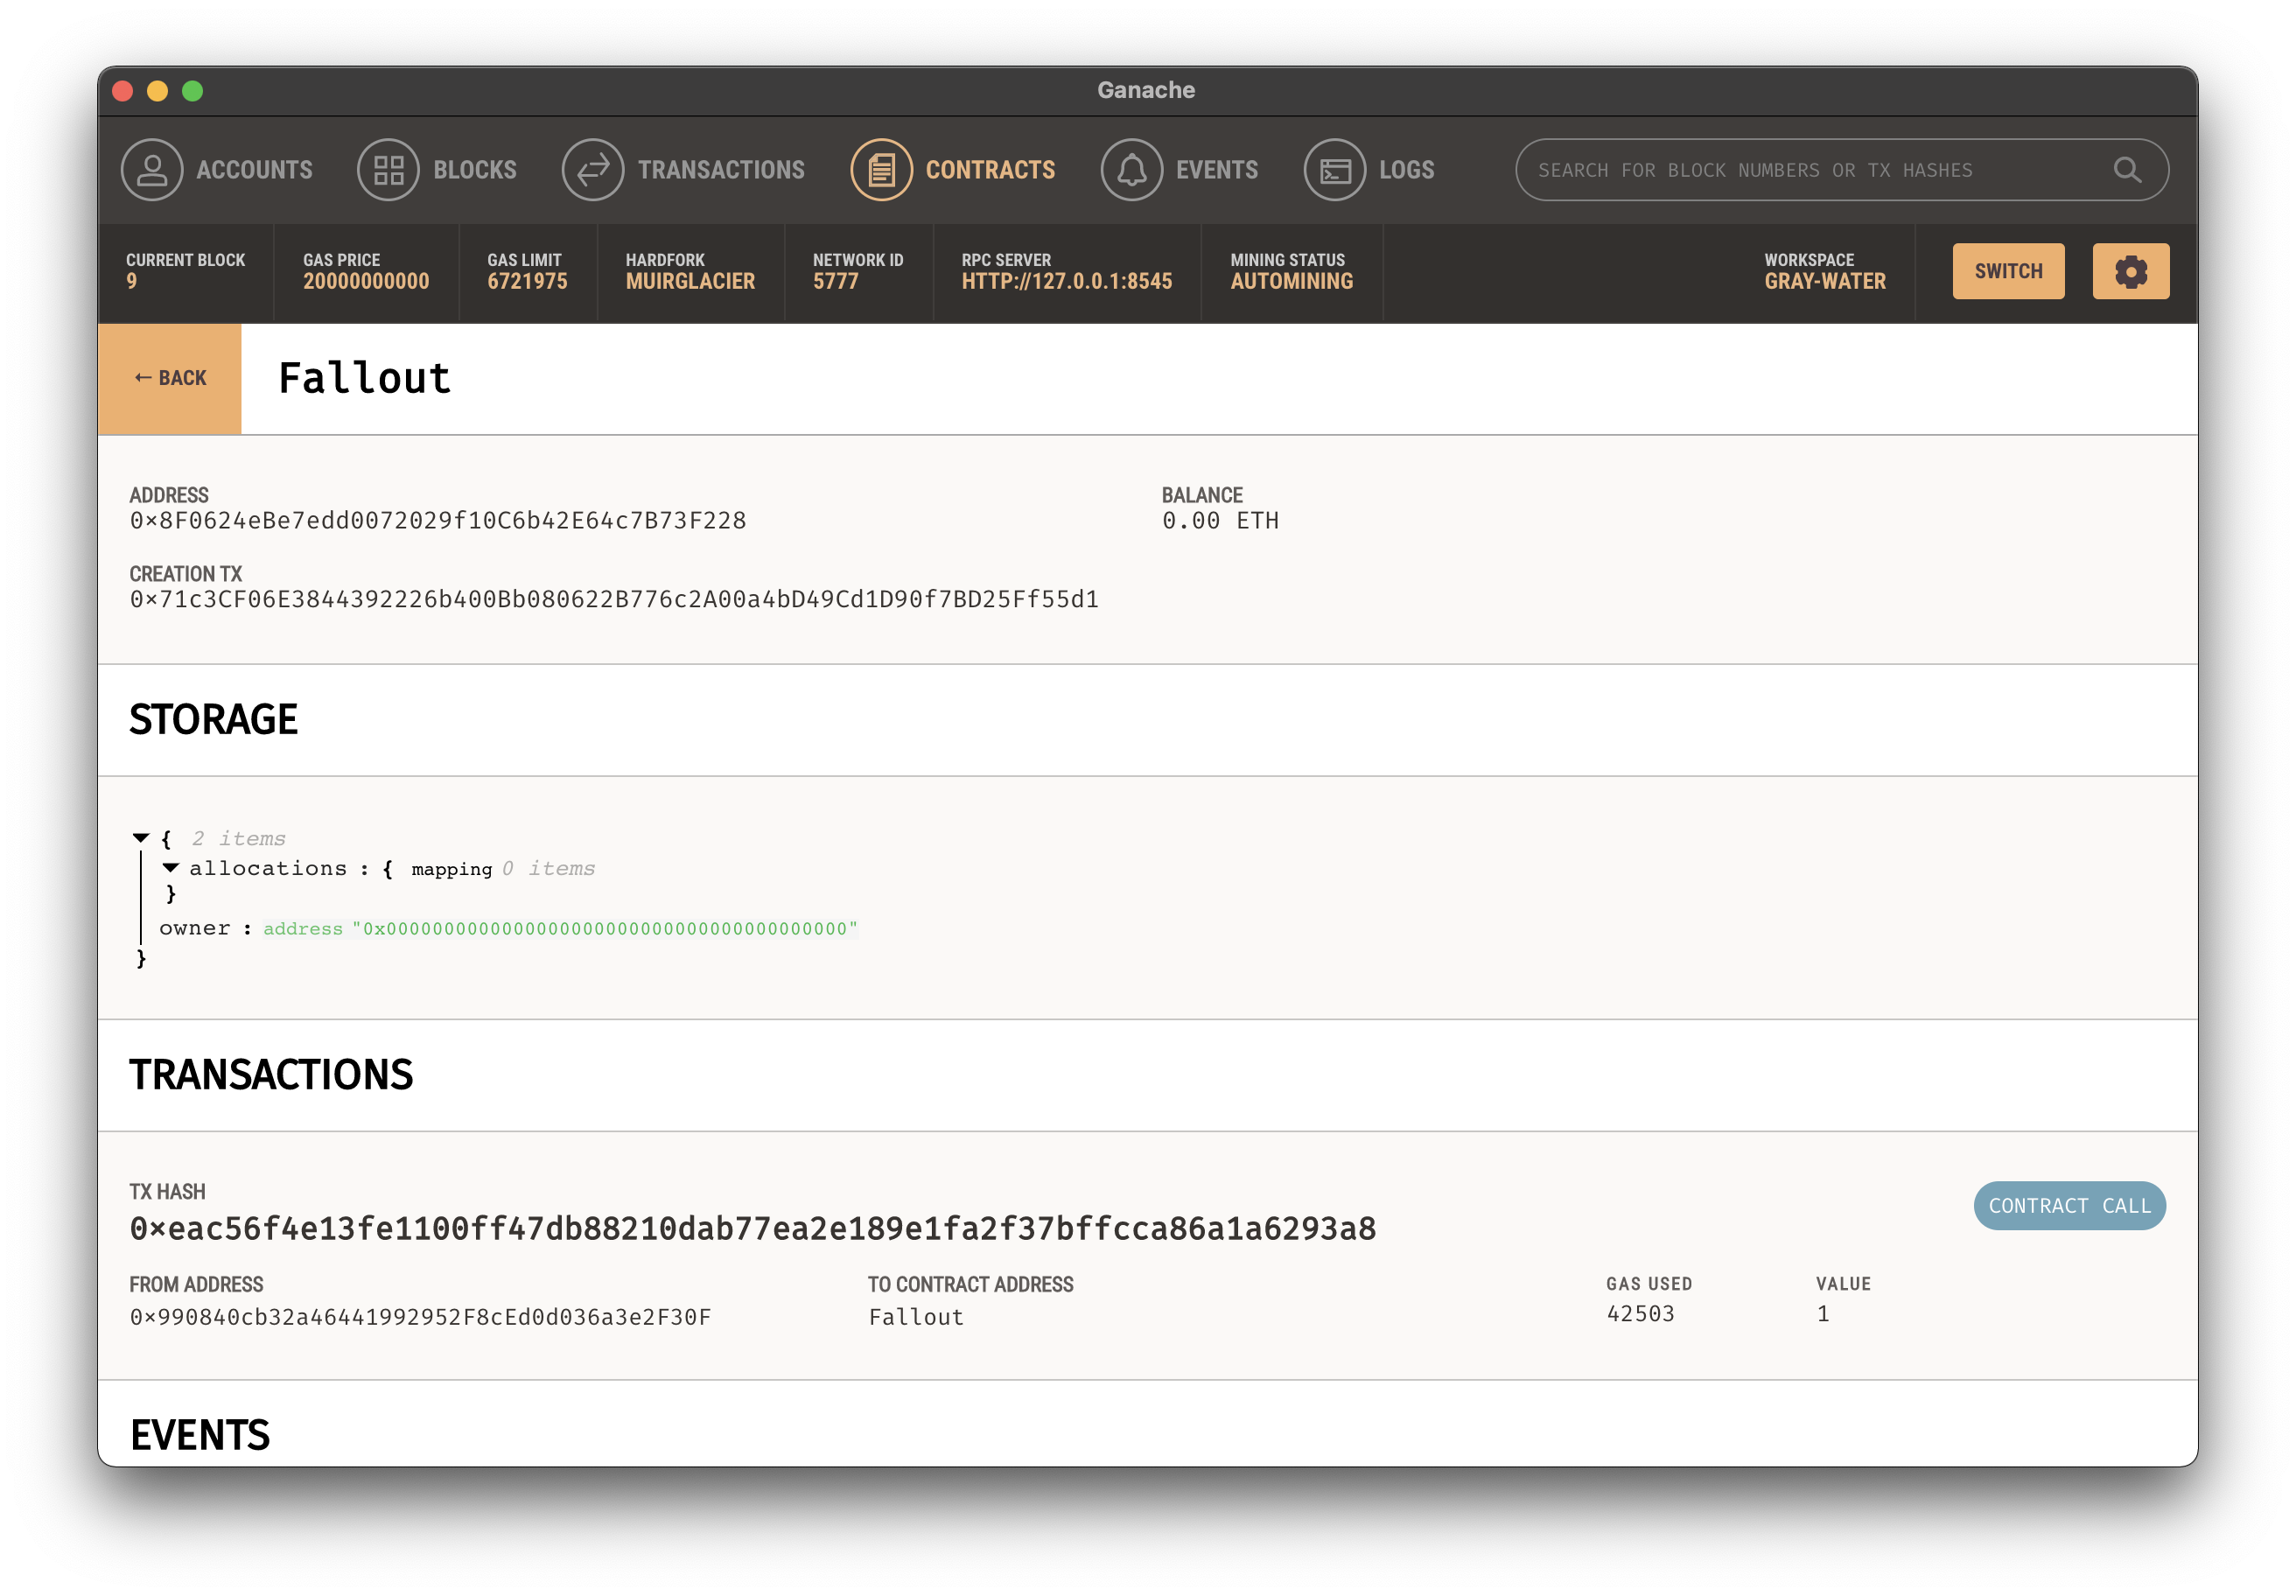 Ganache
ACCOUNTS BLOCKS TRANSACTIONS CONTRACTS EVENTS LOGS SEARCH FOR BLOCK NUMBERS OR TX HASHES
CURRENT BLOCK GAS PRICE GAS LIMIT HARDFORK NETWORK ID RPC SERVER MINING STATUS WORKSPACE
9 20000000000 6721975 MUIRGLACIER 5777 HTTP://127.0.0.1:8545 AUTOMINING GRAY-WATER SWITCH
← BACK Fallout
ADDRESS BALANCE
0×8F0624eBe7edd0072029f10C6b42E64c7B73F228 0.00 ETH
CREATION TX
0×71c3CF06E3844392226b400Bb080622B776c2A00a4bD49Cd1D90f7BD25Ff55d1
STORAGE
{ 2 items
allocations : { mapping 0 items
}
owner : address "0x0000000000000000000000000000000000000000"
}
TRANSACTIONS
TX HASH
0×eac56f4e13fe1100ff47db88210dab77ea2e189e1fa2f37bffcca86a1a6293a8 CONTRACT CALL
FROM ADDRESS TO CONTRACT ADDRESS GAS USED VALUE
0×990840cb32a46441992952F8cEd0d036a3e2F30F Fallout 42503 1
EVENTS